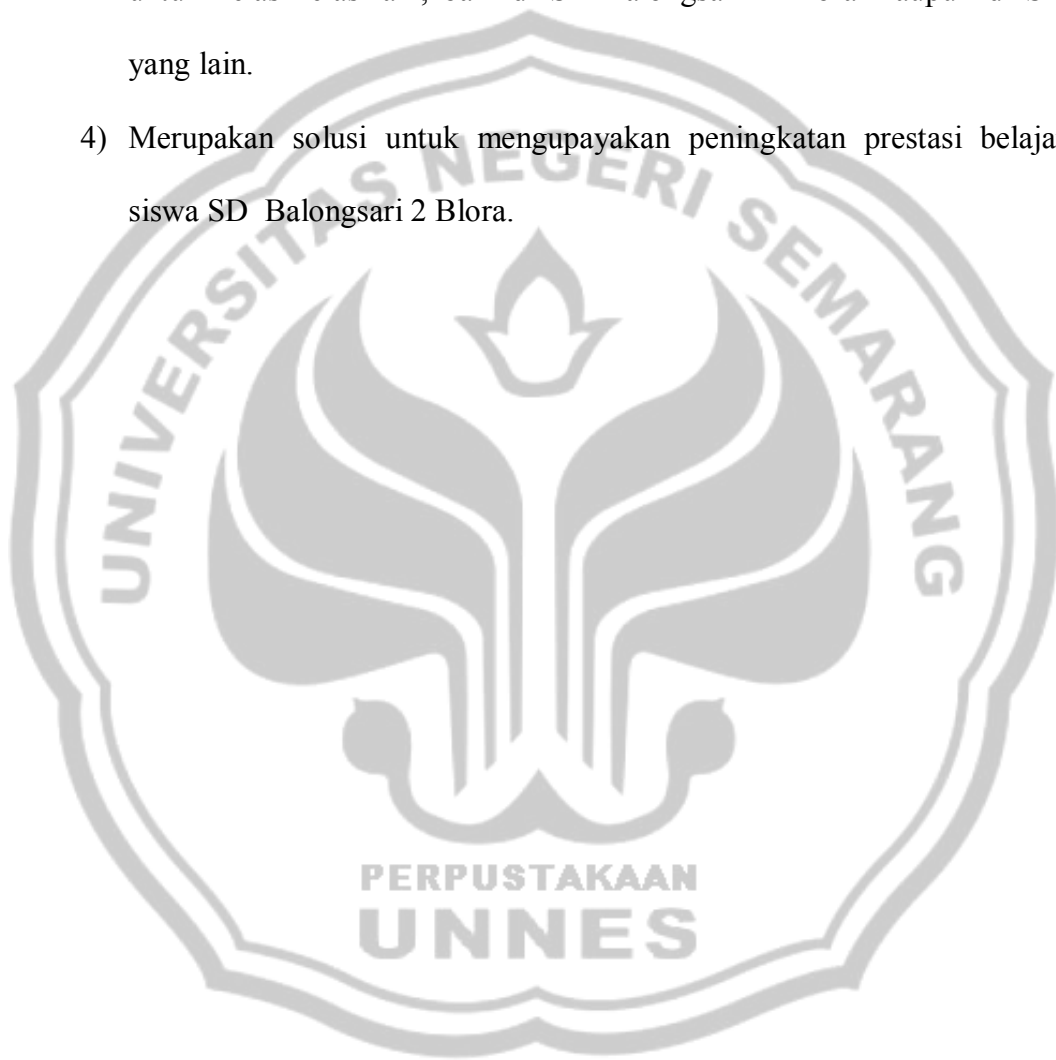 yang lain.
4) Merupakan solusi untuk mengupayakan peningkatan prestasi belaja
siswa SD Balongsari 2 Blora.
UNIVERSITAS NEGERI SEMARANG
PERPUSTAKAAN
UNNES